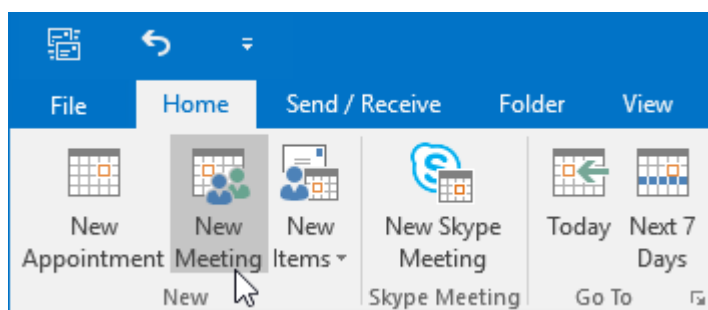 File Home Send / Receive Folder View
New Appointment
New Meeting
New Items
New Skype Meeting
Today
Next 7 Days
New Skype Meeting Go To